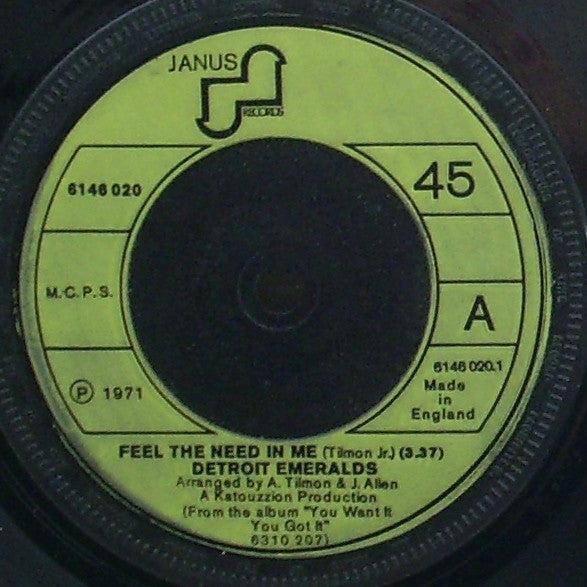 JANUS
RECORDS
6146 020
45
M.C.P.S.
A
6146 020.1
Ⓟ 1971
Made
in
England
FEEL THE NEED IN ME (Tilmon Jr.) (3.37)
DETROIT EMERALDS
Arranged by A. Tilmon & J. Allen
A Katouzzion Production
(From the album "You Want It
You Got It"
6310 207)